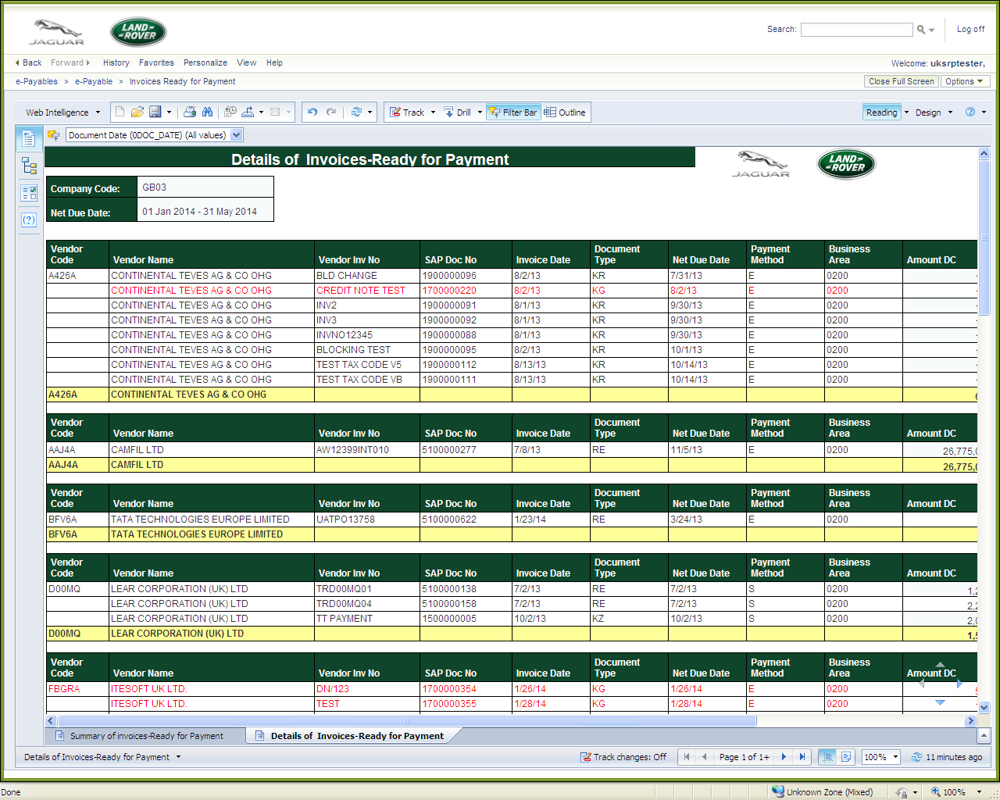 JAGUAR
LAND ROVER
Search:
Log off
Back Forward History Favorites Personalize View Help
Welcome: uksrptester,
e-Payables > e-Payable > Invoices Ready for Payment
Close Full Screen Options
Web Intelligence
Track Drill Filter Bar Outline
Reading Design
Document Date (0DOC_DATE) (All values)
Details of Invoices-Ready for Payment
JAGUAR
LAND ROVER
Company Code: GB03
Net Due Date: 01 Jan 2014 - 31 May 2014
Vendor Code Vendor Name Vendor Inv No SAP Doc No Invoice Date Document Type Net Due Date Payment Method Business Area Amount DC
A426A CONTINENTAL TEVES AG & CO OHG BLD CHANGE 1900000096 8/2/13 KR 7/31/13 E 0200
CONTINENTAL TEVES AG & CO OHG CREDIT NOTE TEST 1700000220 8/2/13 KG 8/2/13 E 0200
CONTINENTAL TEVES AG & CO OHG INV2 1900000091 8/1/13 KR 9/30/13 E 0200
CONTINENTAL TEVES AG & CO OHG INV3 1900000092 8/1/13 KR 9/30/13 E 0200
CONTINENTAL TEVES AG & CO OHG INVNO12345 1900000088 8/1/13 KR 9/30/13 E 0200
CONTINENTAL TEVES AG & CO OHG BLOCKING TEST 1900000095 8/2/13 KR 10/1/13 E 0200
CONTINENTAL TEVES AG & CO OHG TEST TAX CODE V5 1900000112 8/13/13 KR 10/14/13 E 0200
CONTINENTAL TEVES AG & CO OHG TEST TAX CODE VB 1900000111 8/13/13 KR 10/14/13 E 0200
A426A CONTINENTAL TEVES AG & CO OHG
Vendor Code Vendor Name Vendor Inv No SAP Doc No Invoice Date Document Type Net Due Date Payment Method Business Area Amount DC
AAJ4A CAMFIL LTD AW12399INT010 5100000277 7/8/13 RE 11/5/13 E 0200 26,775,0
AAJ4A CAMFIL LTD 26,775,0
Vendor Code Vendor Name Vendor Inv No SAP Doc No Invoice Date Document Type Net Due Date Payment Method Business Area Amount DC
BFV6A TATA TECHNOLOGIES EUROPE LIMITED UATPO13758 5100000622 1/23/14 RE 3/24/13 E 0200
BFV6A TATA TECHNOLOGIES EUROPE LIMITED
Vendor Code Vendor Name Vendor Inv No SAP Doc No Invoice Date Document Type Net Due Date Payment Method Business Area Amount DC
D00MQ LEAR CORPORATION (UK) LTD TRD00MQ01 5100000138 7/2/13 RE 7/2/13 S 0200 1,2
LEAR CORPORATION (UK) LTD TRD00MQ04 5100000158 7/2/13 RE 7/2/13 S 0200 2,2
LEAR CORPORATION (UK) LTD TT PAYMENT 1500000005 10/2/13 KZ 10/2/13 S 0200 2,0
D00MQ LEAR CORPORATION (UK) LTD 1,5
Vendor Code Vendor Name Vendor Inv No SAP Doc No Invoice Date Document Type Net Due Date Payment Method Business Area Amount DC
FBGRA ITESOFT UK LTD. DN/123 1700000354 1/26/14 KG 1/26/14 E 0200
ITESOFT UK LTD. TEST 1700000355 1/28/14 KG 1/28/14 E 0200
Summary of invoices-Ready for Payment Details of Invoices-Ready for Payment
Details of Invoices-Ready for Payment Track changes: Off Page 1 of 1+ 100% 11 minutes ago
Done Unknown Zone (Mixed) 100%